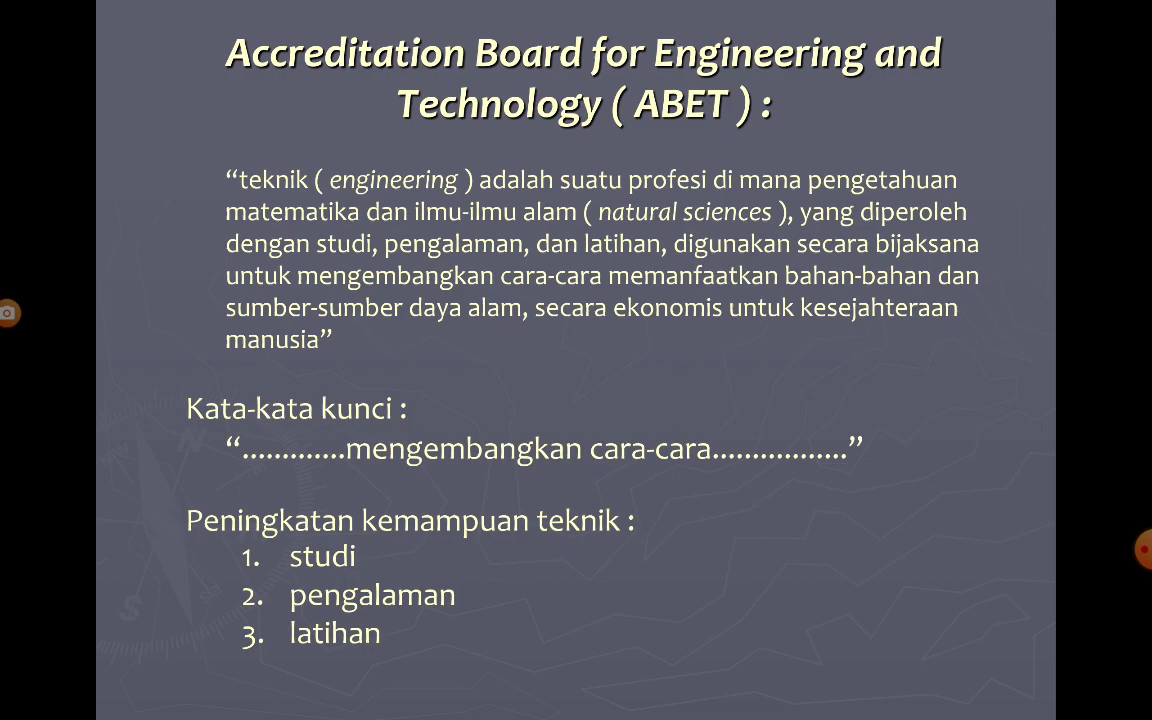 Accreditation Board for Engineering and
Technology ( ABET ) :
“teknik ( engineering ) adalah suatu profesi di mana pengetahuan
matematika dan ilmu-ilmu alam ( natural sciences ), yang diperoleh
dengan studi, pengalaman, dan latihan, digunakan secara bijaksana
untuk mengembangkan cara-cara memanfaatkan bahan-bahan dan
sumber-sumber daya alam, secara ekonomis untuk kesejahteraan
manusia”
Kata-kata kunci :
“.............mengembangkan cara-cara.................”
Peningkatan kemampuan teknik :
1. studi
2. pengalaman
3. latihan
N
S